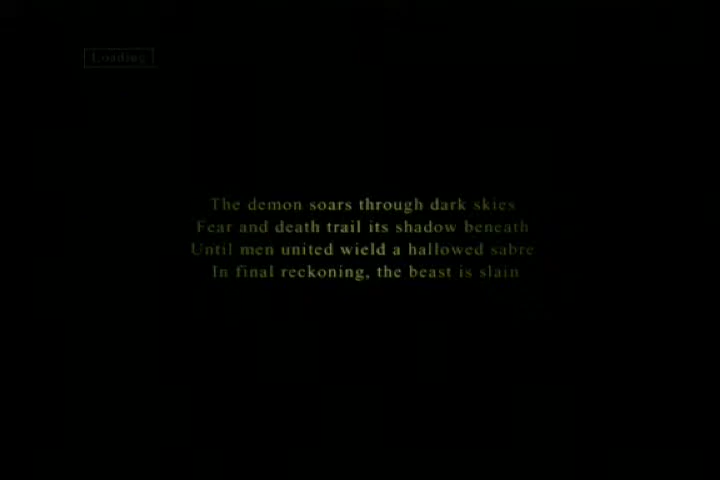 Loading
The demon soars through dark skies
Fear and death trail its shadow beneath
Until men united wield a hallowed sabre
In final reckoning, the beast is slain